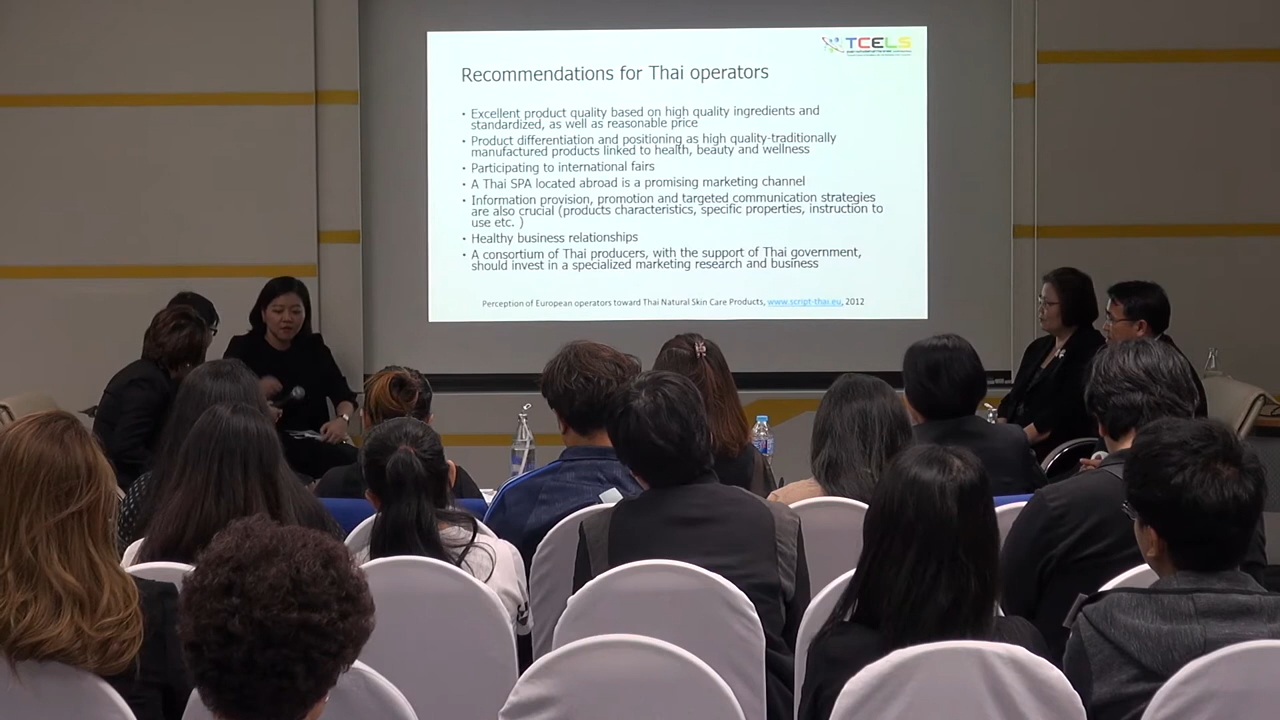 TCELS
Recommendations for Thai operators
• Excellent product quality based on high quality ingredients and
standardized, as well as reasonable price
• Product differentiation and positioning as high quality-traditionally
manufactured products linked to health, beauty and wellness
• Participating to international fairs
• A Thai SPA located abroad is a promising marketing channel
• Information provision, promotion and targeted communication strategies
are also crucial (products characteristics, specific properties, instruction to
use etc. )
• Healthy business relationships
• A consortium of Thai producers, with the support of Thai government,
should invest in a specialized marketing research and business
Perception of European operators toward Thai Natural Skin Care Products, www.script-thai.eu, 2012